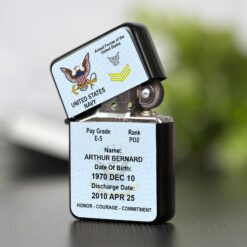 Armed Forces of the
United States
UNITED STATES
NAVY
Pay Grade Rank
E-5 PO2
Name:
ARTHUR BERNARD
Date Of Birth:
1970 DEC 10
Discharge Date:
2010 APR 25
HONOR - COURAGE - COMMITMENT